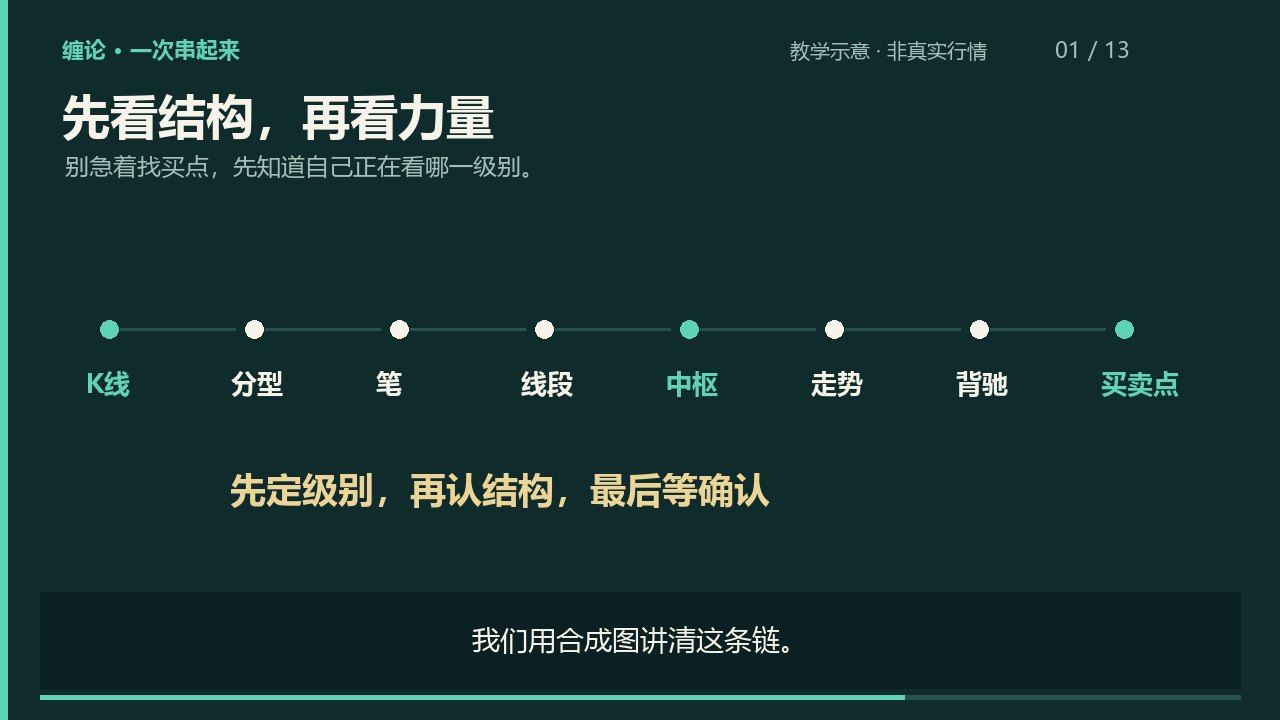 缠论·一次串起来
教学示意·非真实行情
01 / 13
先看结构，再看力量
别急着找买点，先知道自己正在看哪一级别。
K线 分型 笔 线段 中枢 走势 背驰 买卖点
先定级别，再认结构，最后等确认
我们用合成图讲清这条链。